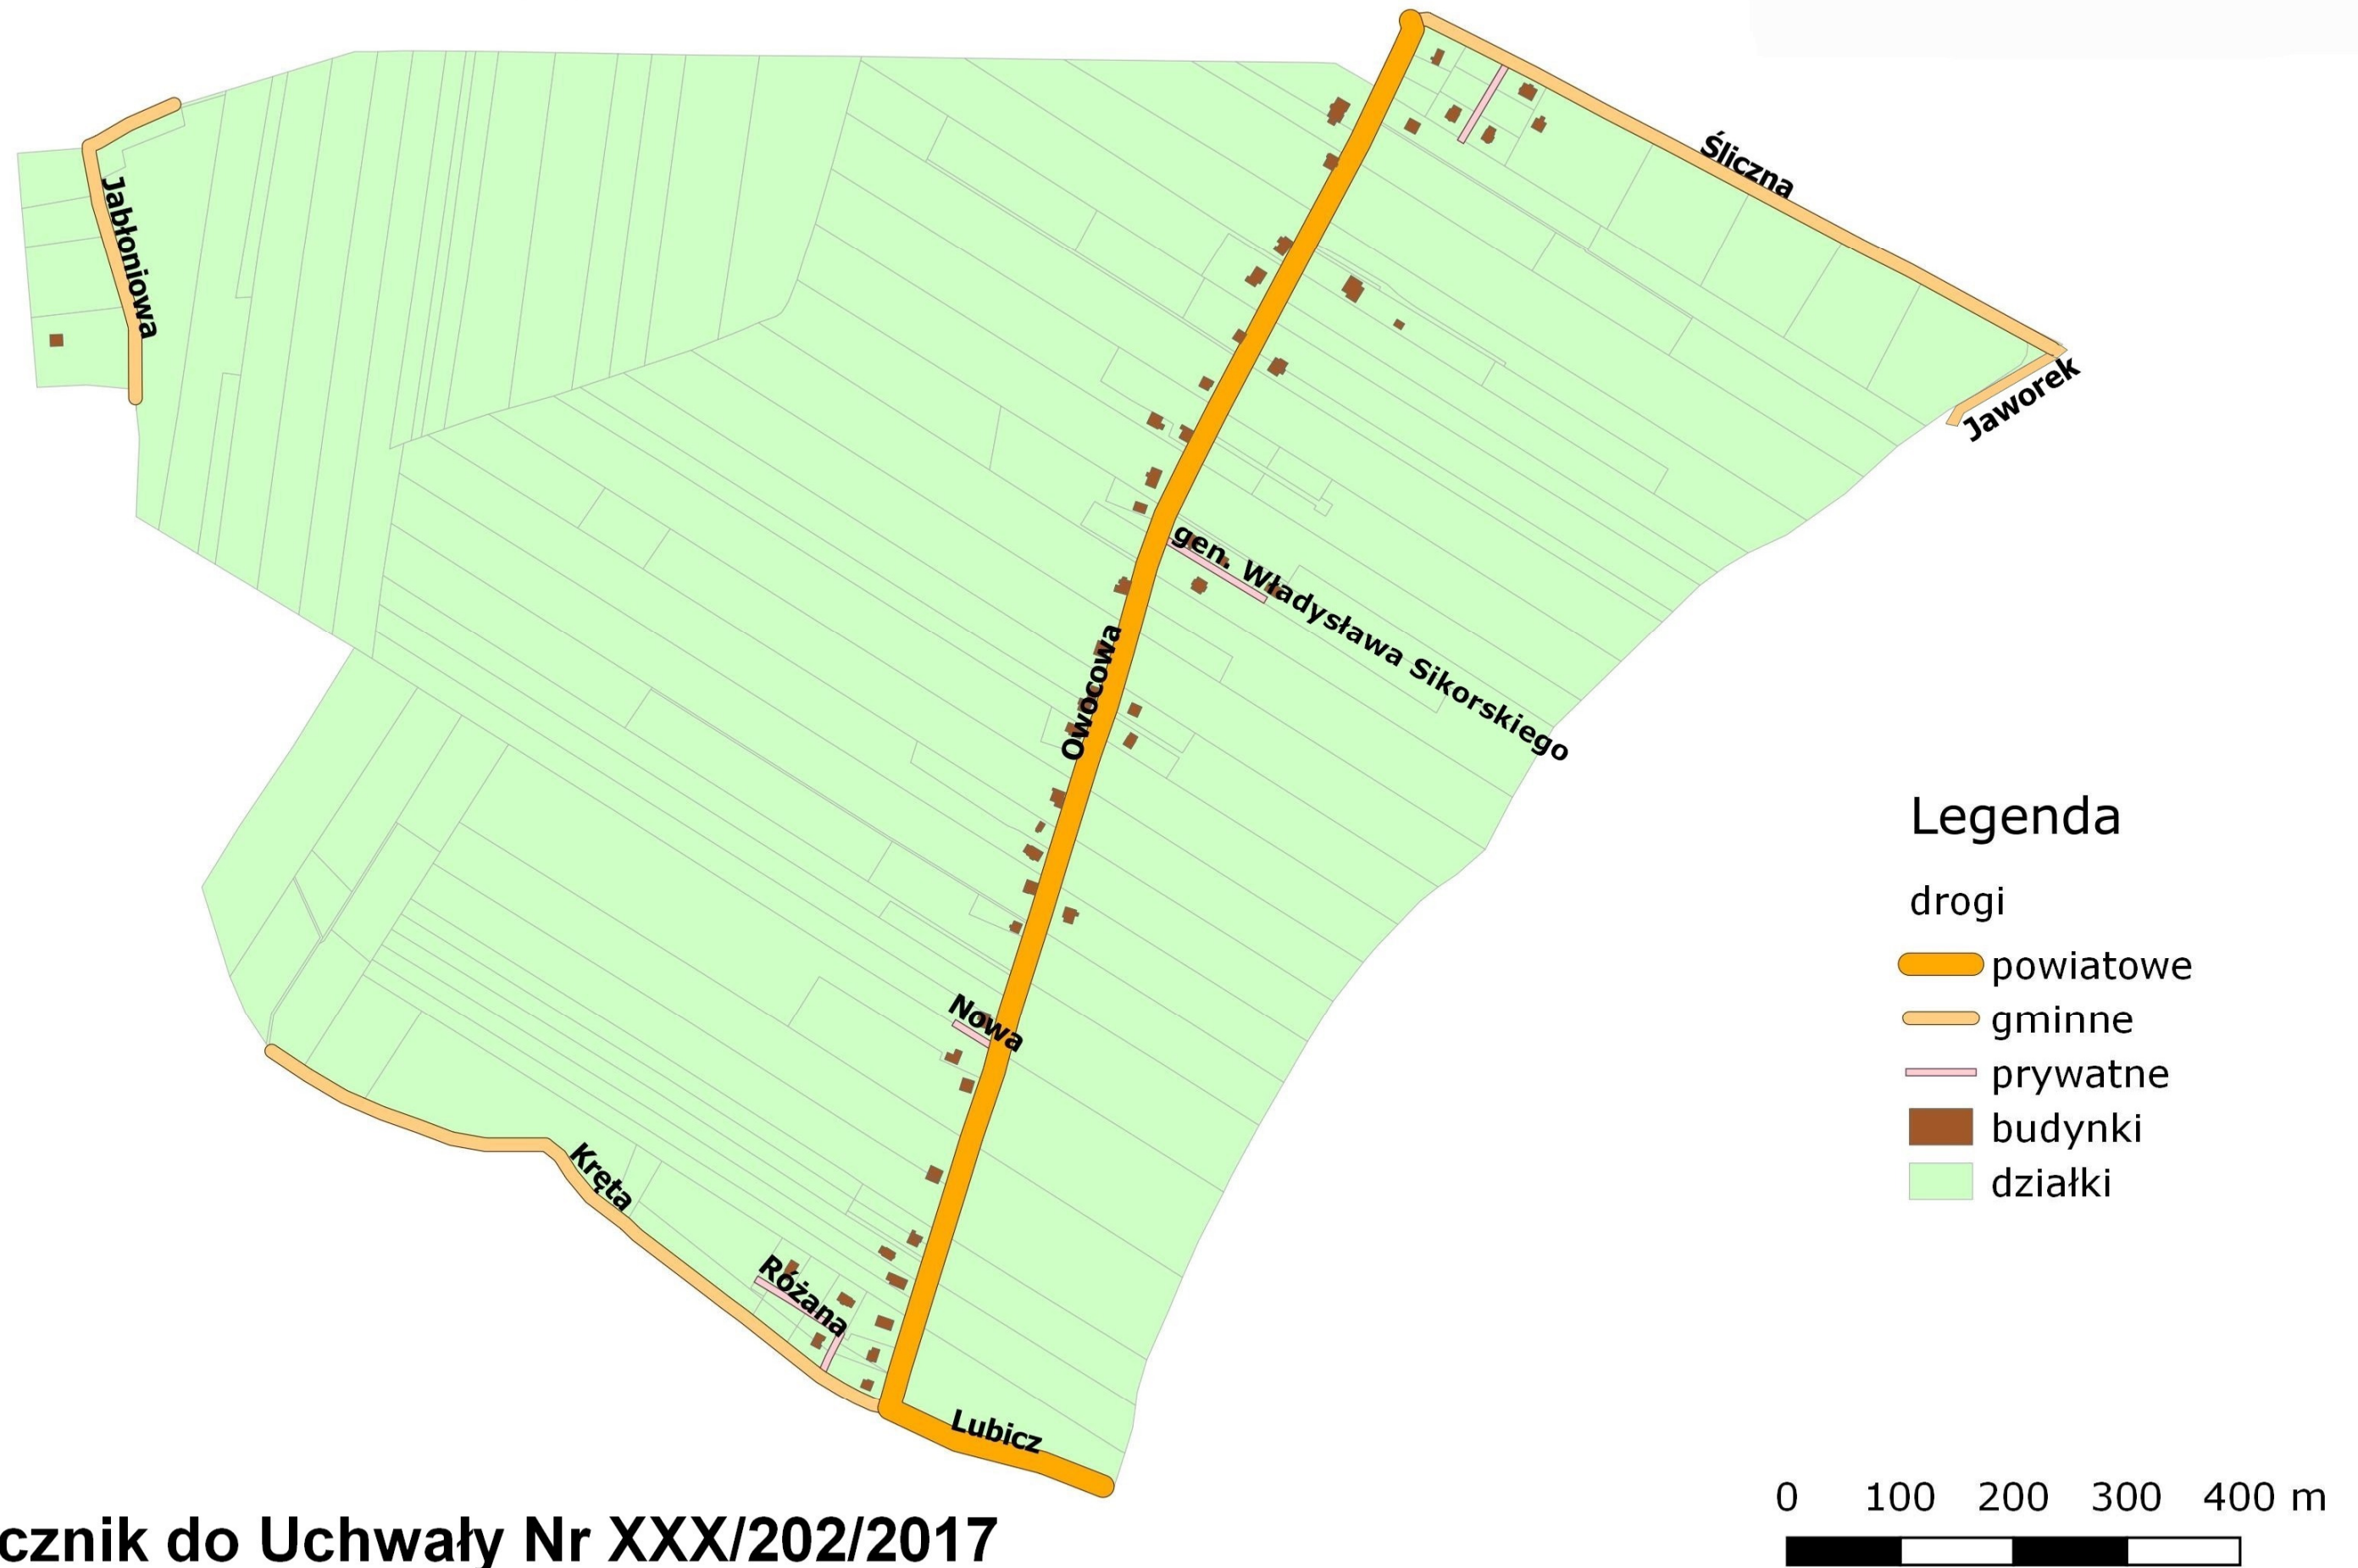 Śliczna
Jabłoniowa
Jaworek
gen. Władysława Sikorskiego
Owocowa
Legenda
drogi
powiatowe
gminne
prywatne
budynki
działki
Nowa
Kręta
Różana
Lubicz
0 100 200 300 400 m
cznik do Uchwały Nr XXX/202/2017